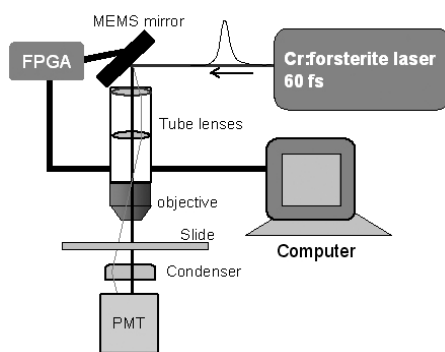 MEMS mirror
FPGA
Cr:forsterite laser
60 fs
Tube lenses
objective
Slide
Computer
Condenser
PMT